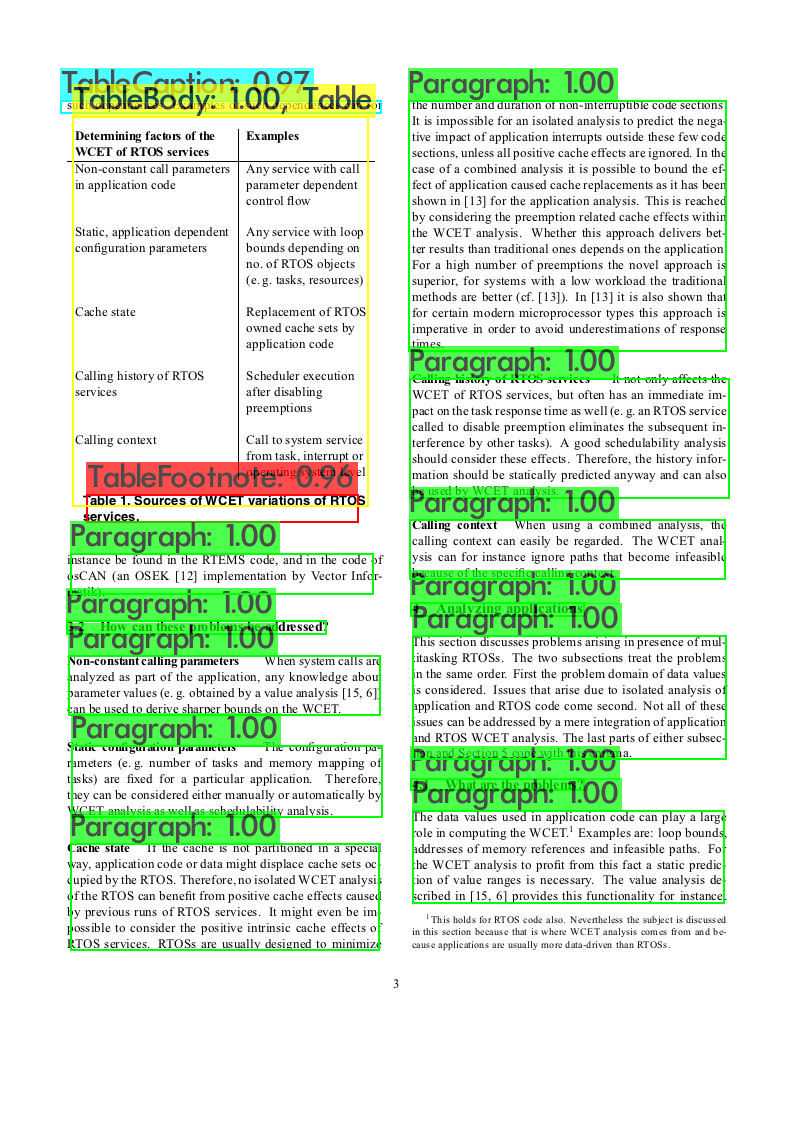 TableCaption: 0.97
TableBody: 1.00, Table
Determining factors of the Examples
WCET of RTOS services
Non-constant call parameters Any service with call
in application code parameter dependent
control flow
Static, application dependent Any service with loop
configuration parameters bounds depending on
no. of RTOS objects
(e. g. tasks, resources)
Cache state Replacement of RTOS
owned cache sets by
application code
Calling history of RTOS Scheduler execution
services after disabling
preemptions
Calling context Call to system service
from task, interrupt or
operating system level
TableFootnote: 0.96
Table 1. Sources of WCET variations of RTOS
services.
Paragraph: 1.00
instance be found in the RTEMS code, and in the code of
osCAN (an OSEK [12] implementation by Vector Infor-
Paragraph: 1.00
How can these problems be addressed?
Paragraph: 1.00
Non-constant calling parameters When system calls are
analyzed as part of the application, any knowledge about
parameter values (e. g. obtained by a value analysis [15, 6])
can be used to derive sharper bounds on the WCET.
Paragraph: 1.00
Static configuration parameters The configuration pa-
rameters (e. g. number of tasks and memory mapping of
tasks) are fixed for a particular application. Therefore,
they can be considered either manually or automatically by
WCET analysis as well as schedulability analysis.
Paragraph: 1.00
Cache state If the cache is not partitioned in a special
way, application code or data might displace cache sets oc-
cupied by the RTOS. Therefore, no isolated WCET analysis
of the RTOS can benefit from positive cache effects caused
by previous runs of RTOS services. It might even be im-
possible to consider the positive intrinsic cache effects of
RTOS services. RTOSs are usually designed to minimize
Paragraph: 1.00
the number and duration of non-interruptible code sections
It is impossible for an isolated analysis to predict the nega-
tive impact of application interrupts outside these few code
sections, unless all positive cache effects are ignored. In the
case of a combined analysis it is possible to bound the ef-
fect of application caused cache replacements as it has been
shown in [13] for the application analysis. This is reached
by considering the preemption related cache effects within
the WCET analysis. Whether this approach delivers bet-
ter results than traditional ones depends on the application.
For a high number of preemptions the novel approach is
superior, for systems with a low workload the traditional
methods are better (cf. [13]). In [13] it is also shown that
for certain modern microprocessor types this approach is
imperative in order to avoid underestimations of response
times.
Paragraph: 1.00
Calling history of RTOS services It not only affects the
WCET of RTOS services, but often has an immediate im-
pact on the task response time as well (e. g. an RTOS service
called to disable preemption eliminates the subsequent in-
terference by other tasks). A good schedulability analysis
should consider these effects. Therefore, the history infor-
mation should be statically predicted anyway and can also
be used by WCET analysis.
Paragraph: 1.00
Calling context When using a combined analysis, the
calling context can easily be regarded. The WCET anal-
ysis can for instance ignore paths that become infeasible
because of the specific calling context.
Paragraph: 1.00
4 Analyzing applications
Paragraph: 1.00
This section discusses problems arising in presence of mul-
titasking RTOSs. The two subsections treat the problems
in the same order. First the problem domain of data values
is considered. Issues that arise due to isolated analysis of
application and RTOS code come second. Not all of these
issues can be addressed by a mere integration of application
and RTOS WCET analysis. The last parts of either subsec-
tion and Section 5 cope with this enigma.
Paragraph: 1.00
4.1 What are the problems?
Paragraph: 1.00
The data values used in application code can play a large
role in computing the WCET.1 Examples are: loop bounds,
addresses of memory references and infeasible paths. For
the WCET analysis to profit from this fact a static predic-
tion of value ranges is necessary. The value analysis de-
scribed in [15, 6] provides this functionality for instance.
1 This holds for RTOS code also. Nevertheless the subject is discussed
in this section because that is where WCET analysis comes from and be-
cause applications are usually more data-driven than RTOSs.
3